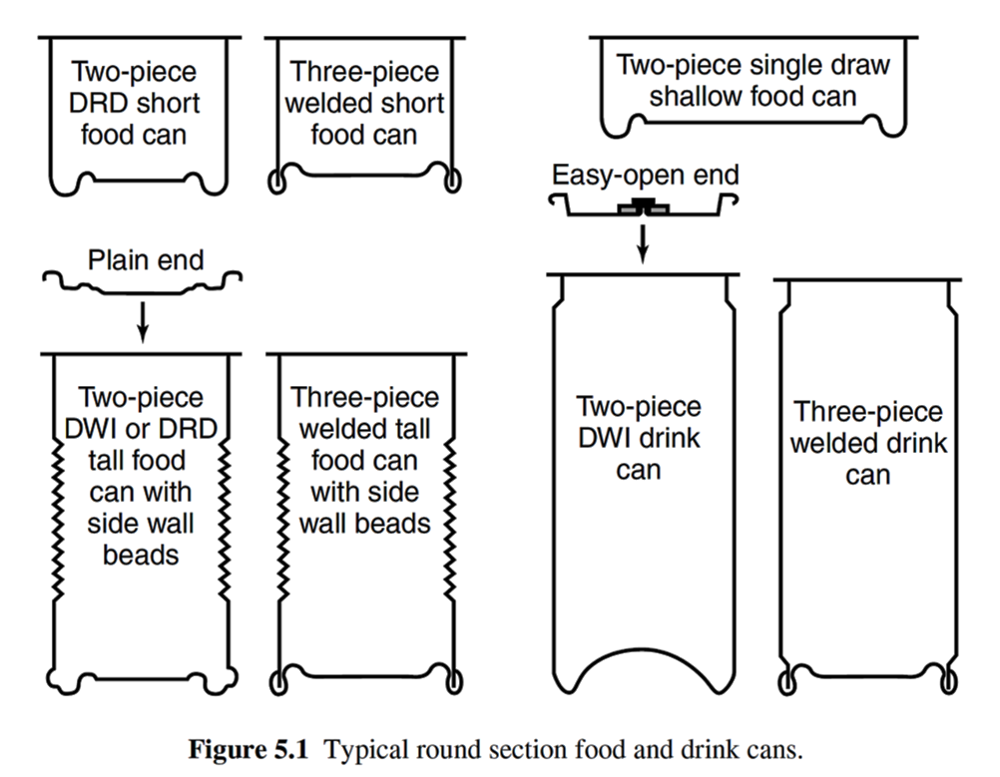 Two-piece
DRD short
food can
Three-piece
welded short
food can
Two-piece single draw
shallow food can
Easy-open end
Plain end
Two-piece
DWI or DRD
tall food
can with
side wall
beads
Three-piece
welded tall
food can
with side
wall beads
Two-piece
DWI drink
can
Three-piece
welded drink
can
Figure 5.1 Typical round section food and drink cans.